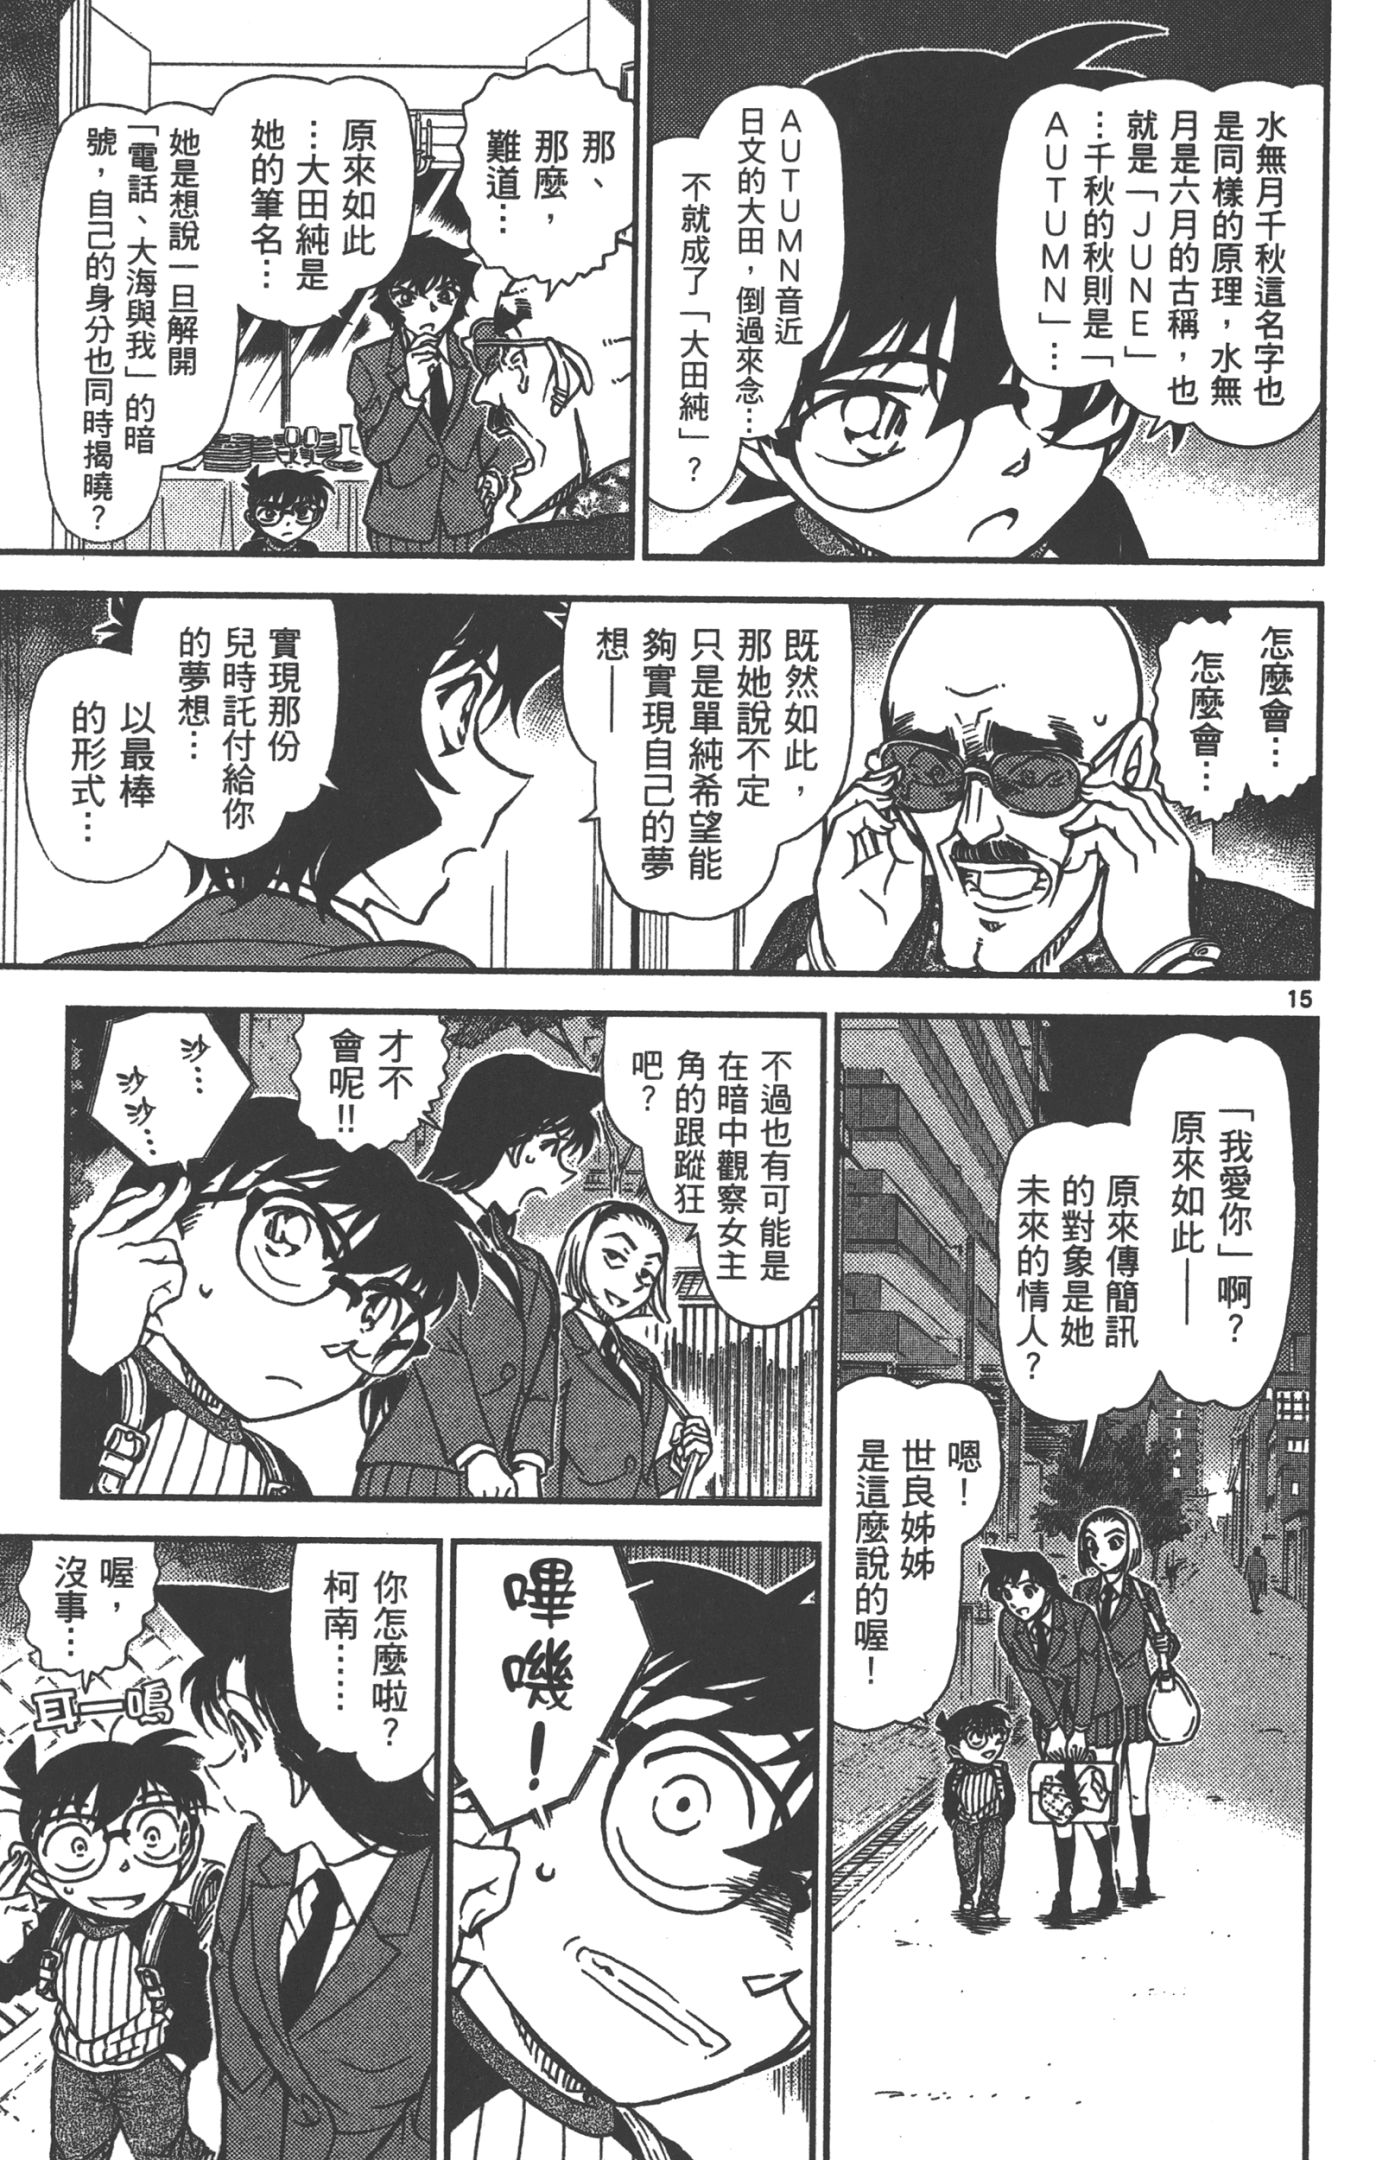 水無月千秋這名字也
是同樣的原理，水無
月是六月的古稱，也
就是「JUNE」
…千秋的秋則是「
AUTUMN」…
AUTUMN音近
日文的大田，倒過來念…
不就成了「大田純」？
那、
那麼，
難道…
原來如此
…大田純是
她的筆名…
她是想說一旦解開
「電話、大海與我」的暗
號，自己的身分也同時揭曉？
怎麼會…
怎麼會…
既然如此，
那她說不定
只是單純希望能
夠實現自己的夢
想——
實現那份
兒時託付給你
的夢想…
以最棒
的形式…
15
「我愛你」啊？
原來如此——
原來傳簡訊
的對象是她
未來的情人？
嗯！
世良姊姊
是這麼說的喔！
不過也有可能是
在暗中觀察女主
角的跟蹤狂
吧？
才不
會呢!!
沙…
沙沙…
嗶嘰！
你怎麼啦？
柯南……
喔，
沒事…
耳—鳴